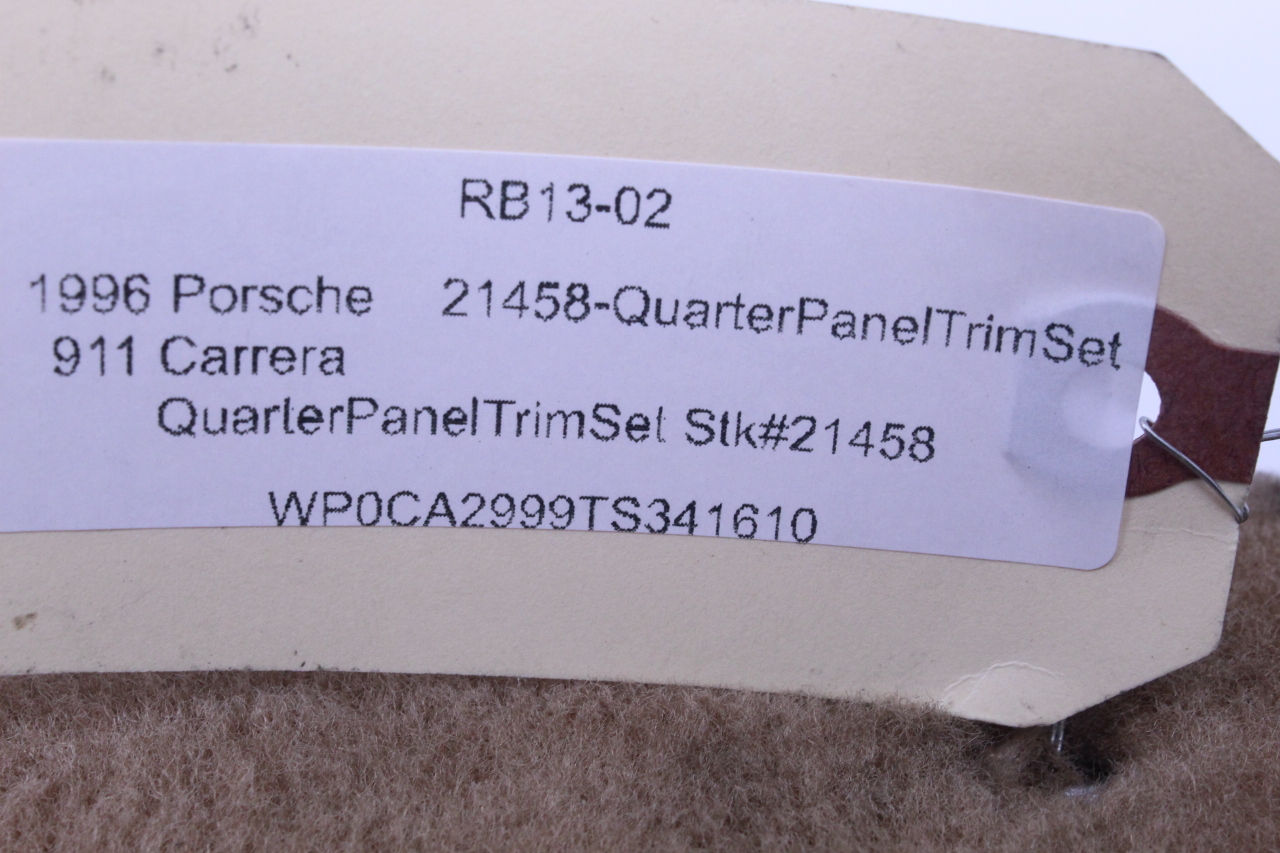 RB13-02
1996 Porsche 21458-QuarterPanelTrimSet
911 Carrera
QuarterPanelTrimSet Stk#21458
WP0CA2999TS341610